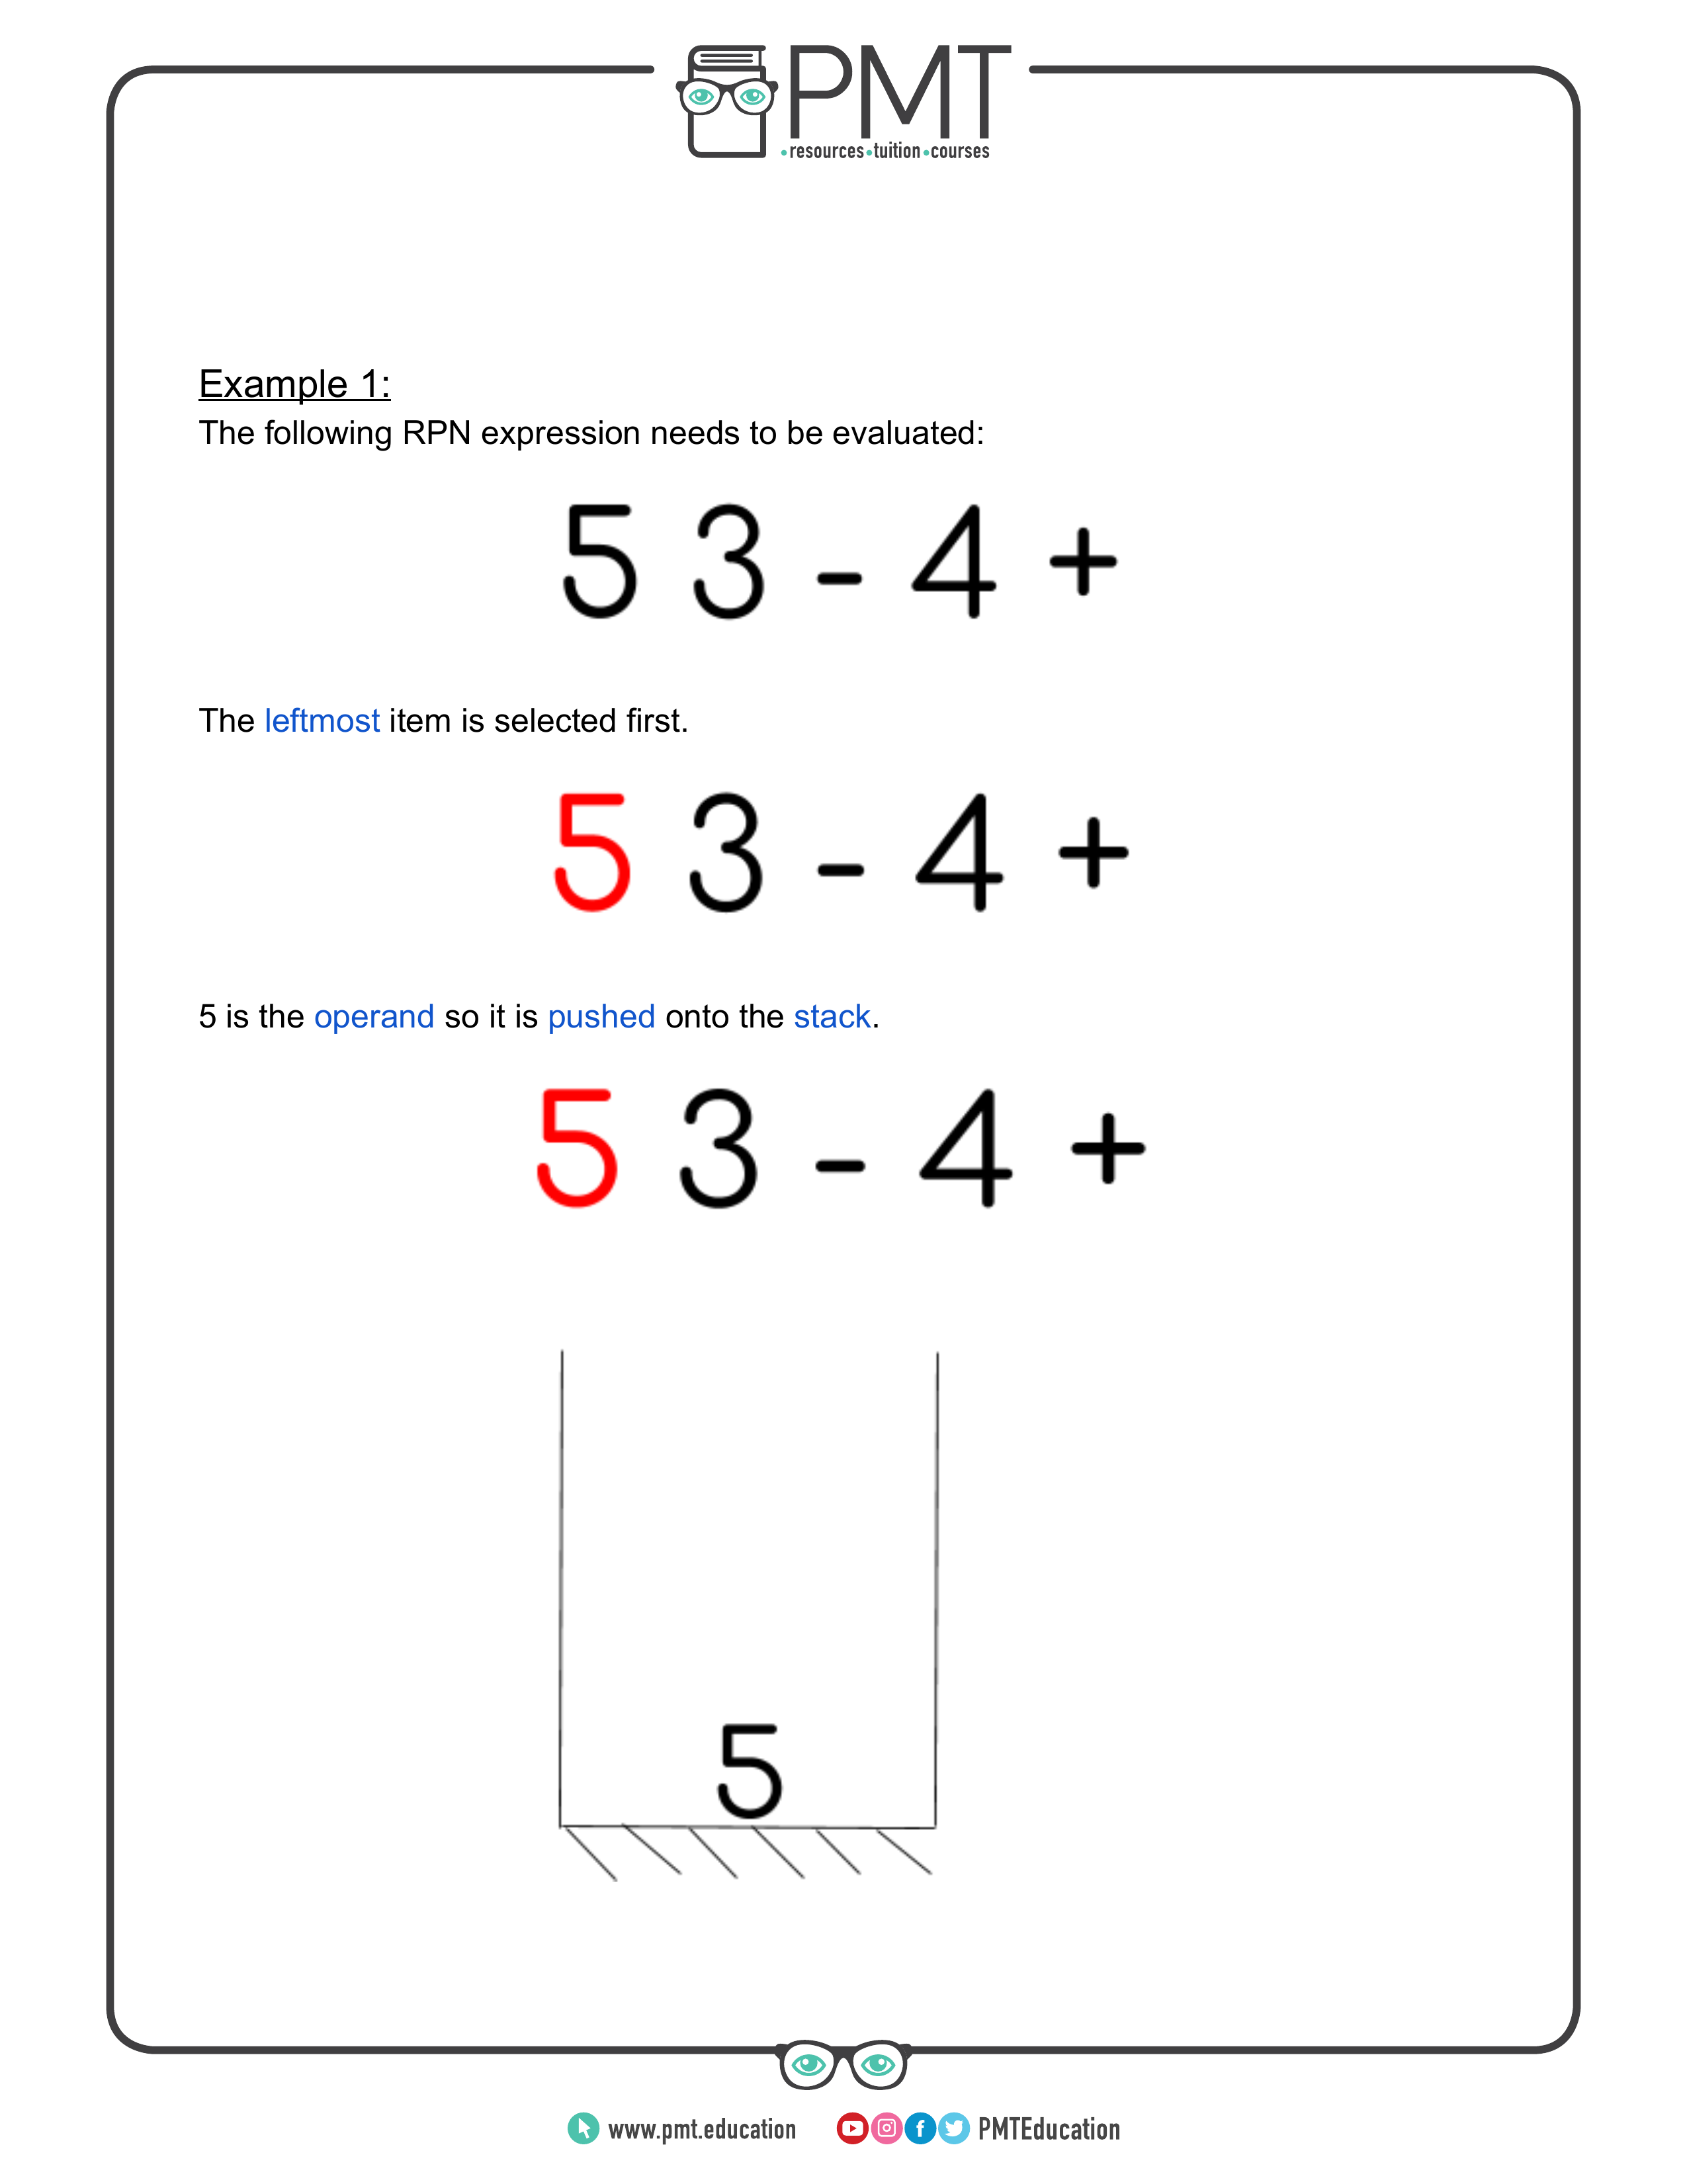 PMT
•resources•tuition•courses
Example 1:
The following RPN expression needs to be evaluated:
5 3 - 4 +
The leftmost item is selected first.
5 3 - 4 +
5 is the operand so it is pushed onto the stack.
5 3 - 4 +
5
www.pmt.education PMTEducation